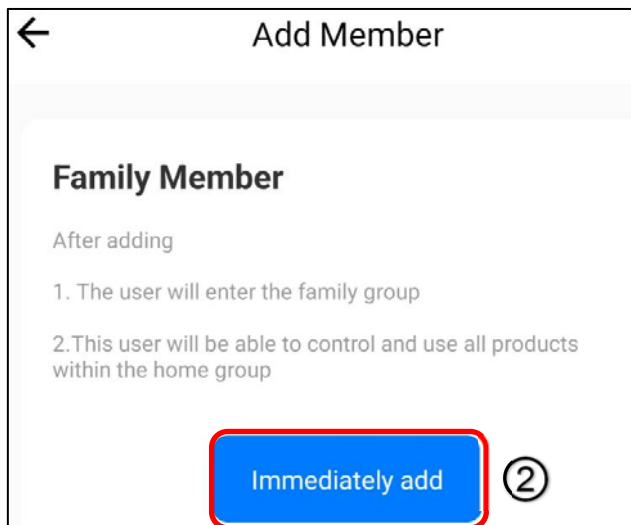 Add Member
Family Member
After adding
1. The user will enter the family group
2.This user will be able to control and use all products
within the home group
Immediately add
②